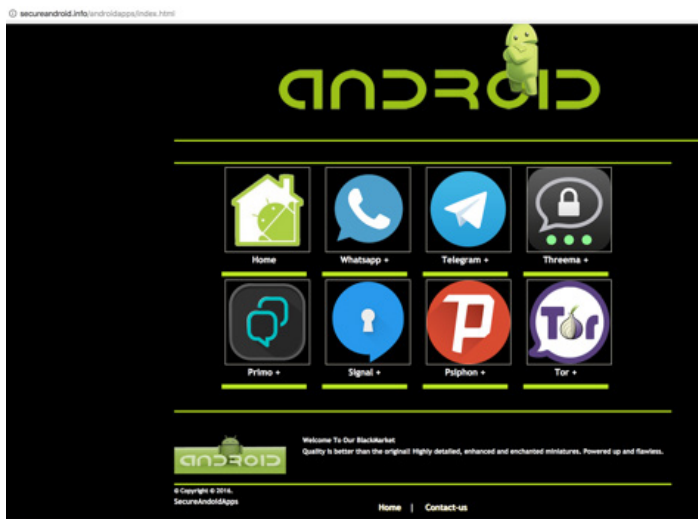 secureandroid.info/androidapps/index.html
ANDROID
Home
Whatsapp +
Telegram +
Threema +
Primo +
Signal +
Psiphon +
Tor
Tor +
ANDROID
Welcome To Our BlackMarket
Quality is better than the original! Highly detailed, enhanced and enchanted miniatures. Powered up and flawless.
© Copyright © 2016.
SecureAndoidApps
Home | Contact-us